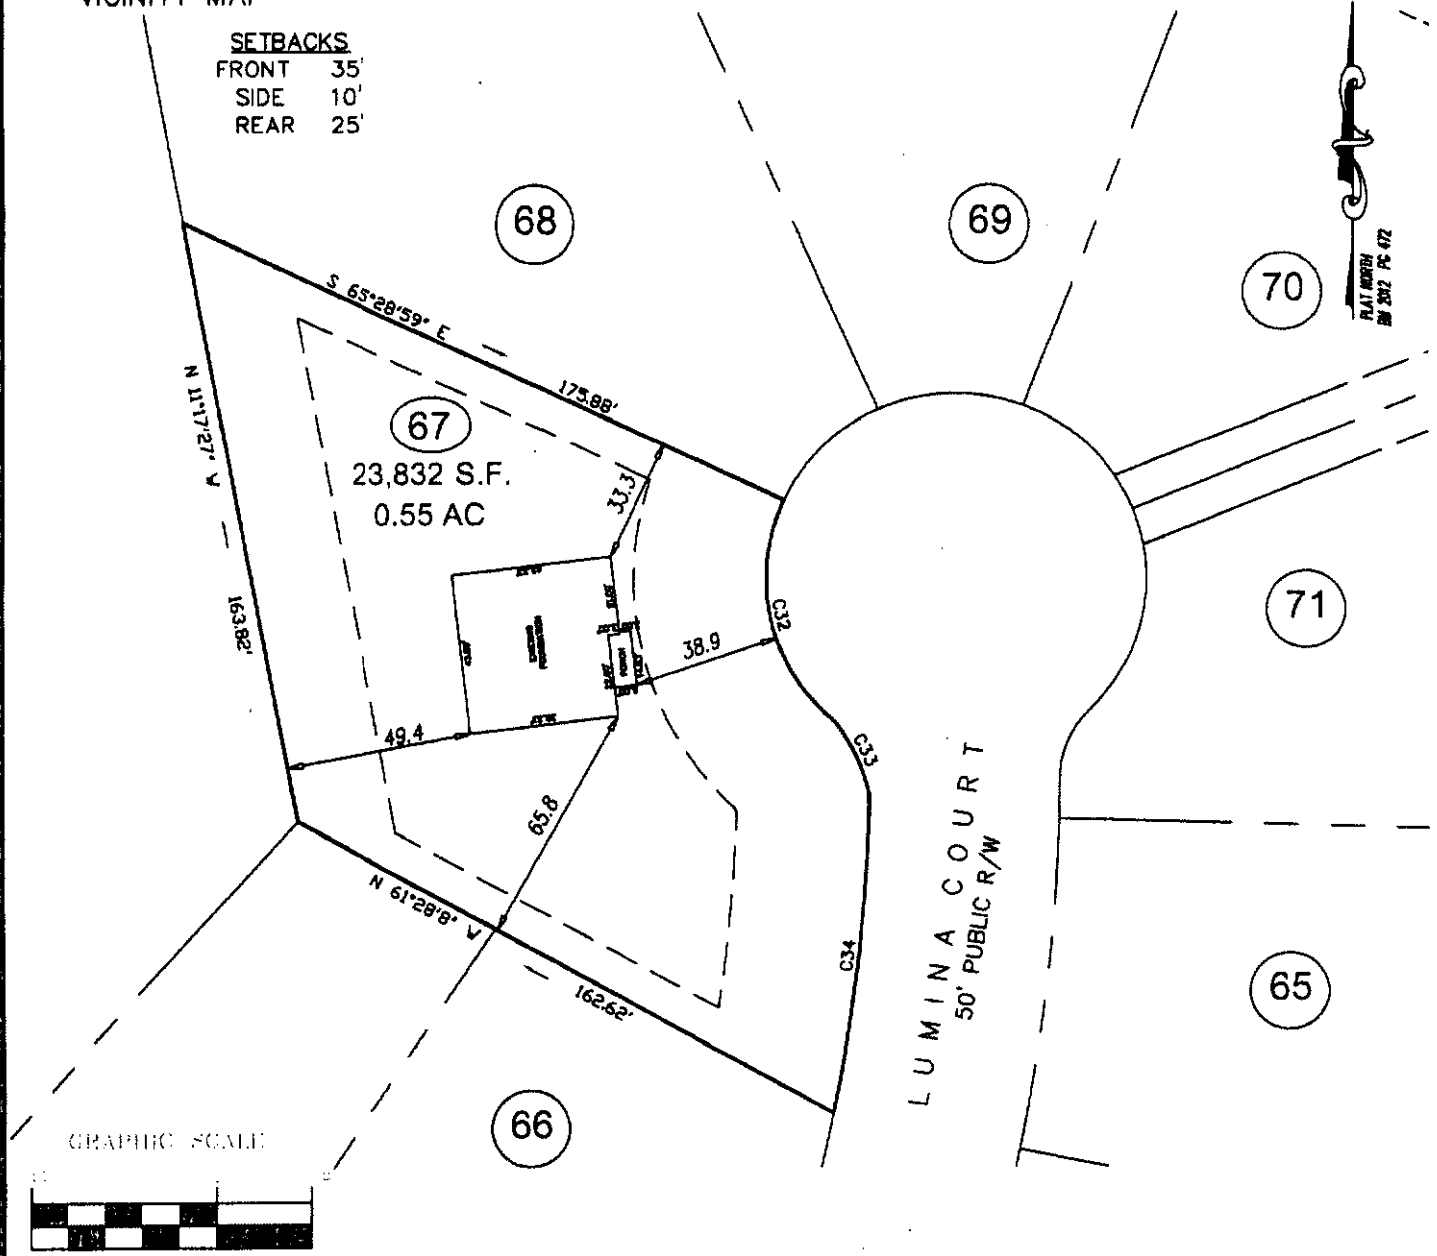 SETBACKS
FRONT 35'
SIDE 10'
REAR 25'
68
69
70
PLAT NORTH
BM 2012 PG 472
S 65°28'59" E
175.88'
N 11°17'27" W
163.82'
67
23,832 S.F.
0.55 AC
33.3
PORCH
38.9
C32
71
49.4
65.8
C33
LUMINA COURT
50' PUBLIC R/W
N 61°28'8" W
162.62'
C34
65
66
GRAPHIC SCALE